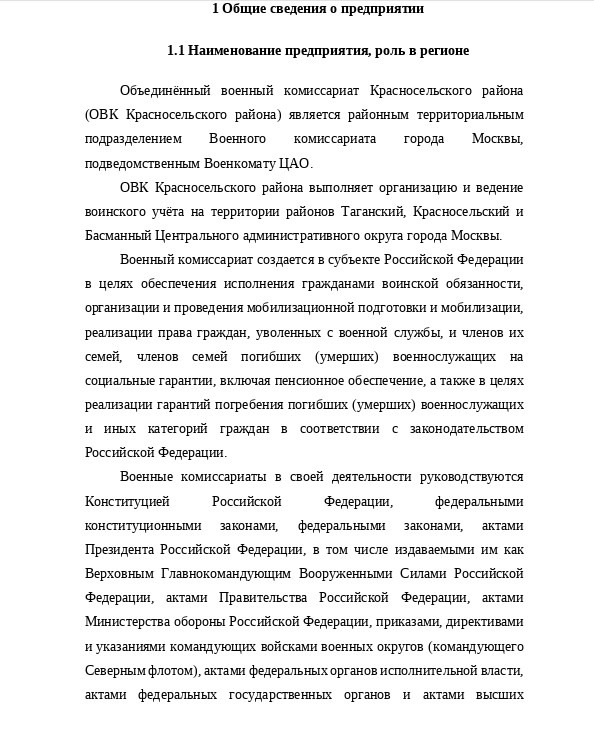 1 Общие сведения о предприятии
1.1 Наименование предприятия, роль в регионе
Объединённый военный комиссариат Красносельского района
(ОВК Красносельского района) является районным территориальным
подразделением Военного комиссариата города Москвы,
подведомственным Военкомату ЦАО.
ОВК Красносельского района выполняет организацию и ведение
воинского учёта на территории районов Таганский, Красносельский и
Басманный Центрального административного округа города Москвы.
Военный комиссариат создается в субъекте Российской Федерации
в целях обеспечения исполнения гражданами воинской обязанности,
организации и проведения мобилизационной подготовки и мобилизации,
реализации права граждан, уволенных с военной службы, и членов их
семей, членов семей погибших (умерших) военнослужащих на
социальные гарантии, включая пенсионное обеспечение, а также в целях
реализации гарантий погребения погибших (умерших) военнослужащих
и иных категорий граждан в соответствии с законодательством
Российской Федерации.
Военные комиссариаты в своей деятельности руководствуются
Конституцией Российской Федерации, федеральными
конституционными законами, федеральными законами, актами
Президента Российской Федерации, в том числе издаваемыми им как
Верховным Главнокомандующим Вооруженными Силами Российской
Федерации, актами Правительства Российской Федерации, актами
Министерства обороны Российской Федерации, приказами, директивами
и указаниями командующих войсками военных округов (командующего
Северным флотом), актами федеральных органов исполнительной власти,
актами федеральных государственных органов и актами высших